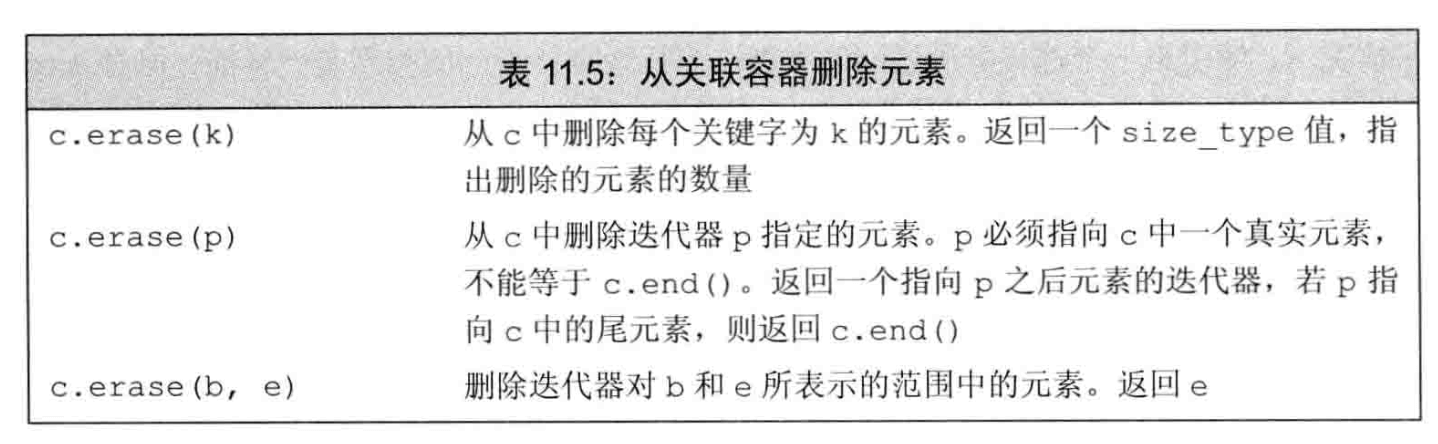 表 11.5：从关联容器删除元素
c.erase(k) 从 c 中删除每个关键字为 k 的元素。返回一个 size_type 值，指
出删除的元素的数量
c.erase(p) 从 c 中删除迭代器 p 指定的元素。p 必须指向 c 中一个真实元素，
不能等于 c.end()。返回一个指向 p 之后元素的迭代器，若 p 指
向 c 中的尾元素，则返回 c.end()
c.erase(b, e) 删除迭代器对 b 和 e 所表示的范围中的元素。返回 e